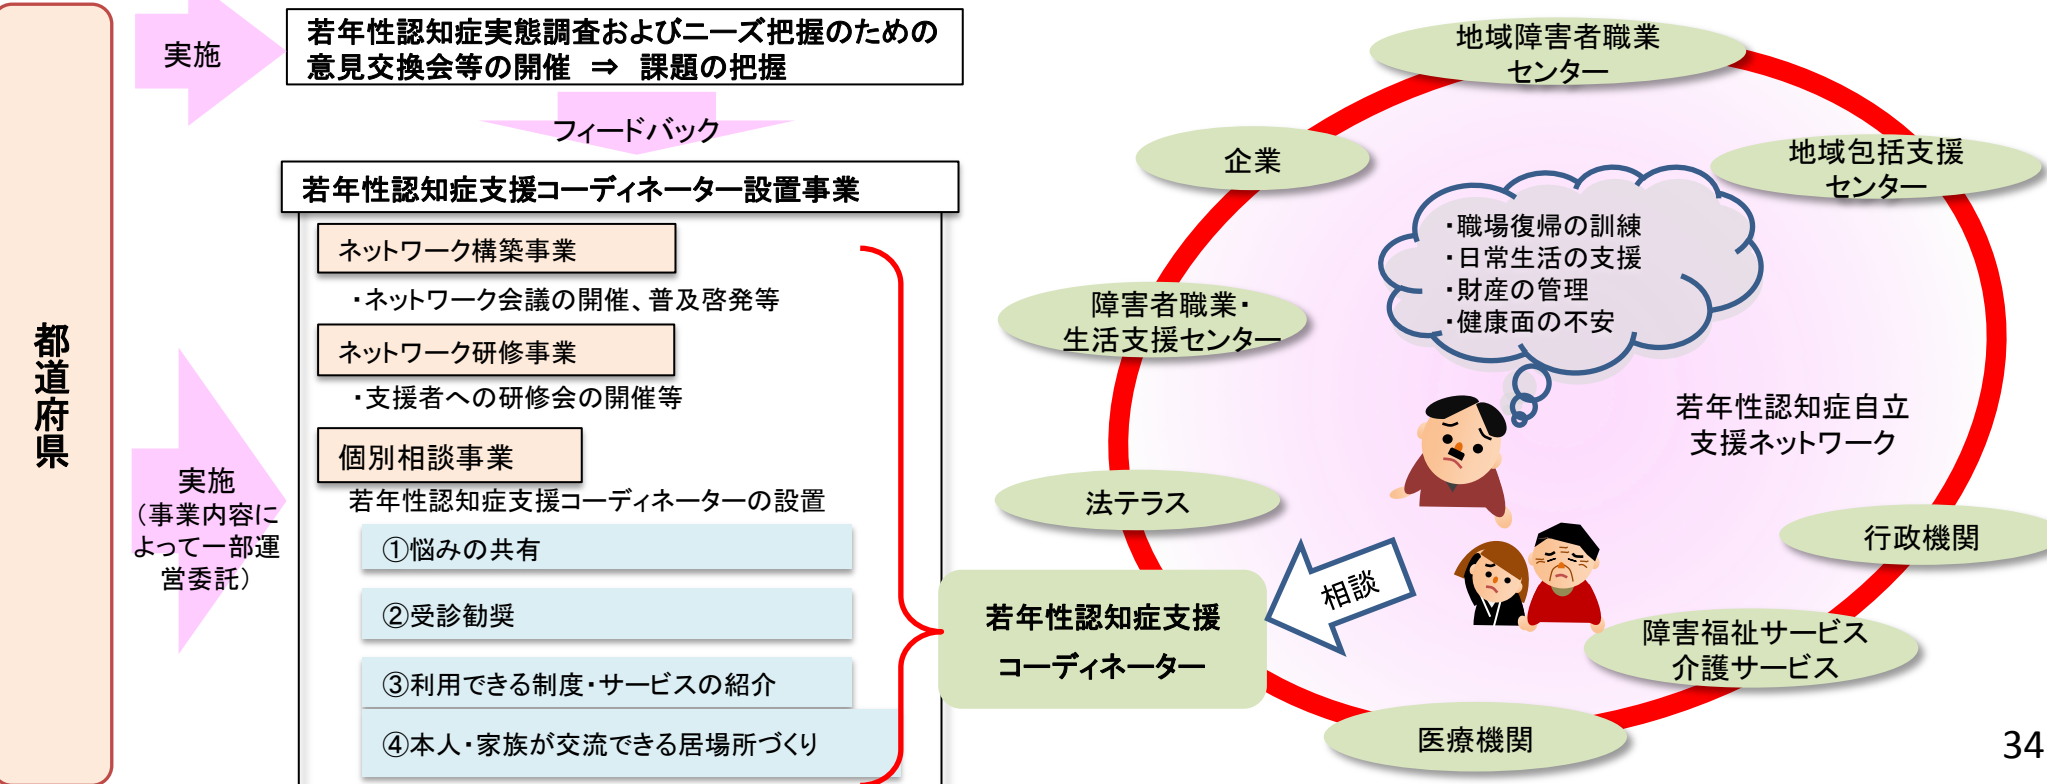 都道府県
実施
若年性認知症実態調査およびニーズ把握のための
意見交換会等の開催 ⇒ 課題の把握
フィードバック
若年性認知症支援コーディネーター設置事業
ネットワーク構築事業
・ネットワーク会議の開催、普及啓発等
ネットワーク研修事業
・支援者への研修会の開催等
個別相談事業
若年性認知症支援コーディネーターの設置
①悩みの共有
②受診勧奨
③利用できる制度・サービスの紹介
④本人・家族が交流できる居場所づくり
実施
（事業内容に
よって一部運
営委託）
地域障害者職業
センター
企業
地域包括支援
センター
・職場復帰の訓練
・日常生活の支援
・財産の管理
・健康面の不安
障害者職業・
生活支援センター
若年性認知症自立
支援ネットワーク
法テラス
行政機関
相談
若年性認知症支援
コーディネーター
障害福祉サービス
介護サービス
医療機関
34